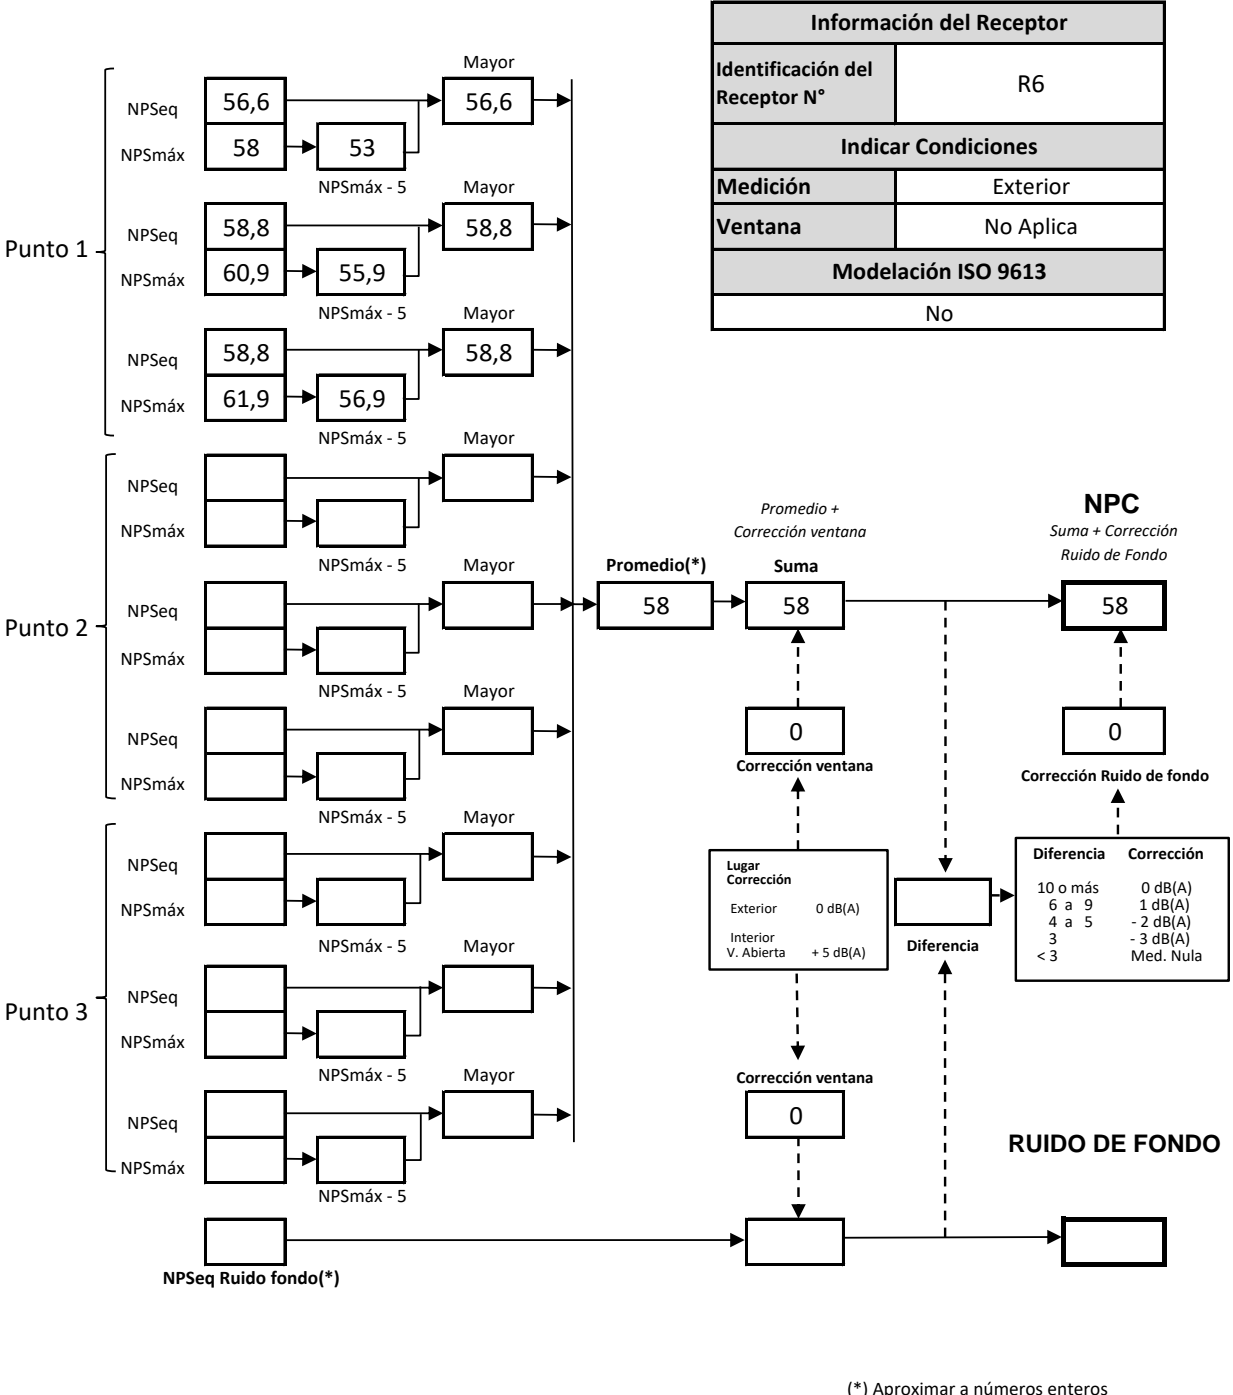 Información del Receptor
Identificación del
Receptor N°
R6
Indicar Condiciones
Medición
Exterior
Ventana
No Aplica
Modelación ISO 9613
No
Punto 1
Mayor
NPSeq
56,6
56,6
NPSmáx
58
53
NPSmáx - 5
Mayor
NPSeq
58,8
58,8
NPSmáx
60,9
55,9
NPSmáx - 5
Mayor
NPSeq
58,8
58,8
NPSmáx
61,9
56,9
NPSmáx - 5
Punto 2
Mayor
NPSeq
NPSmáx
NPSmáx - 5
Mayor
NPSeq
NPSmáx
NPSmáx - 5
Mayor
NPSeq
NPSmáx
NPSmáx - 5
Punto 3
Mayor
NPSeq
NPSmáx
NPSmáx - 5
Mayor
NPSeq
NPSmáx
NPSmáx - 5
Mayor
NPSeq
NPSmáx
NPSmáx - 5
NPSeq Ruido fondo(*)
Promedio(*)
58
Promedio +
Corrección ventana
Suma
58
0
Corrección ventana
Lugar
Corrección
Exterior 0 dB(A)
Interior
V. Abierta + 5 dB(A)
Corrección ventana
0
Diferencia
NPC
Suma + Corrección
Ruido de Fondo
58
0
Corrección Ruido de fondo
Diferencia Corrección
10 o más 0 dB(A)
6 a 9 1 dB(A)
4 a 5 - 2 dB(A)
3 - 3 dB(A)
< 3 Med. Nula
RUIDO DE FONDO
(*) Aproximar a números enteros